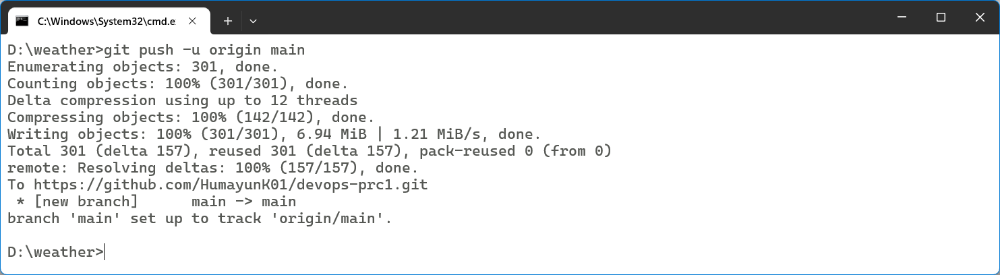 C:\Windows\System32\cmd.e
D:\weather>git push -u origin main
Enumerating objects: 301, done.
Counting objects: 100% (301/301), done.
Delta compression using up to 12 threads
Compressing objects: 100% (142/142), done.
Writing objects: 100% (301/301), 6.94 MiB | 1.21 MiB/s, done.
Total 301 (delta 157), reused 301 (delta 157), pack-reused 0 (from 0)
remote: Resolving deltas: 100% (157/157), done.
To https://github.com/HumayunK01/devops-prc1.git
 * [new branch]      main -> main
branch 'main' set up to track 'origin/main'.
D:\weather>